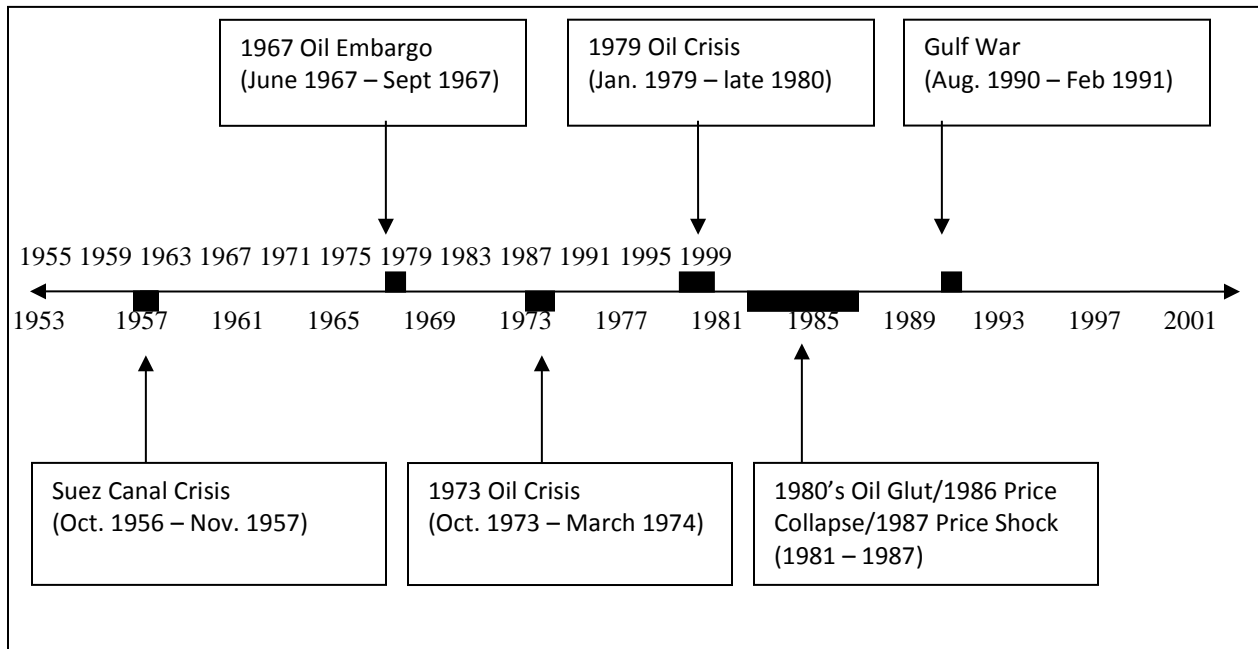 1967 Oil Embargo
(June 1967 – Sept 1967)
1979 Oil Crisis
(Jan. 1979 – late 1980)
Gulf War
(Aug. 1990 – Feb 1991)
1955 1959 1963 1967 1971 1975 1979 1983 1987 1991 1995 1999
1953 1957 1961 1965 1969 1973 1977 1981 1985 1989 1993 1997 2001
Suez Canal Crisis
(Oct. 1956 – Nov. 1957)
1973 Oil Crisis
(Oct. 1973 – March 1974)
1980’s Oil Glut/1986 Price
Collapse/1987 Price Shock
(1981 – 1987)